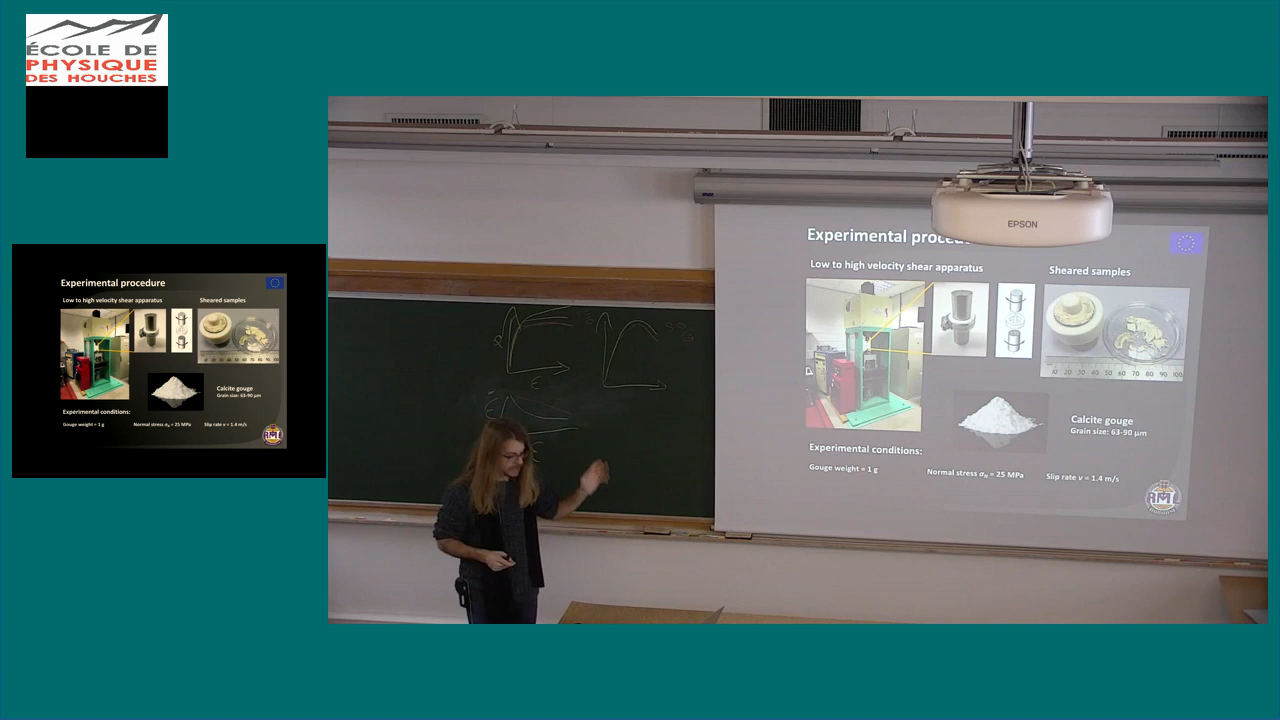 ÉCOLE DE
PHYSIQUE
DES HOUCHES
Experimental procedure
Low to high velocity shear apparatus
Sheared samples
Calcite gouge
Grain size: 63-90 µm
Experimental conditions:
Gouge weight = 1 g
Normal stress σN = 25 MPa
Slip rate v = 1.4 m/s
EPSON
Experimental proced
Low to high velocity shear apparatus
Sheared samples
10 20 30 40 50 60 70 80 90 100
Calcite gouge
Grain size: 63-90 µm
Experimental conditions:
Gouge weight = 1 g
Normal stress σN = 25 MPa
Slip rate v = 1.4 m/s
RML